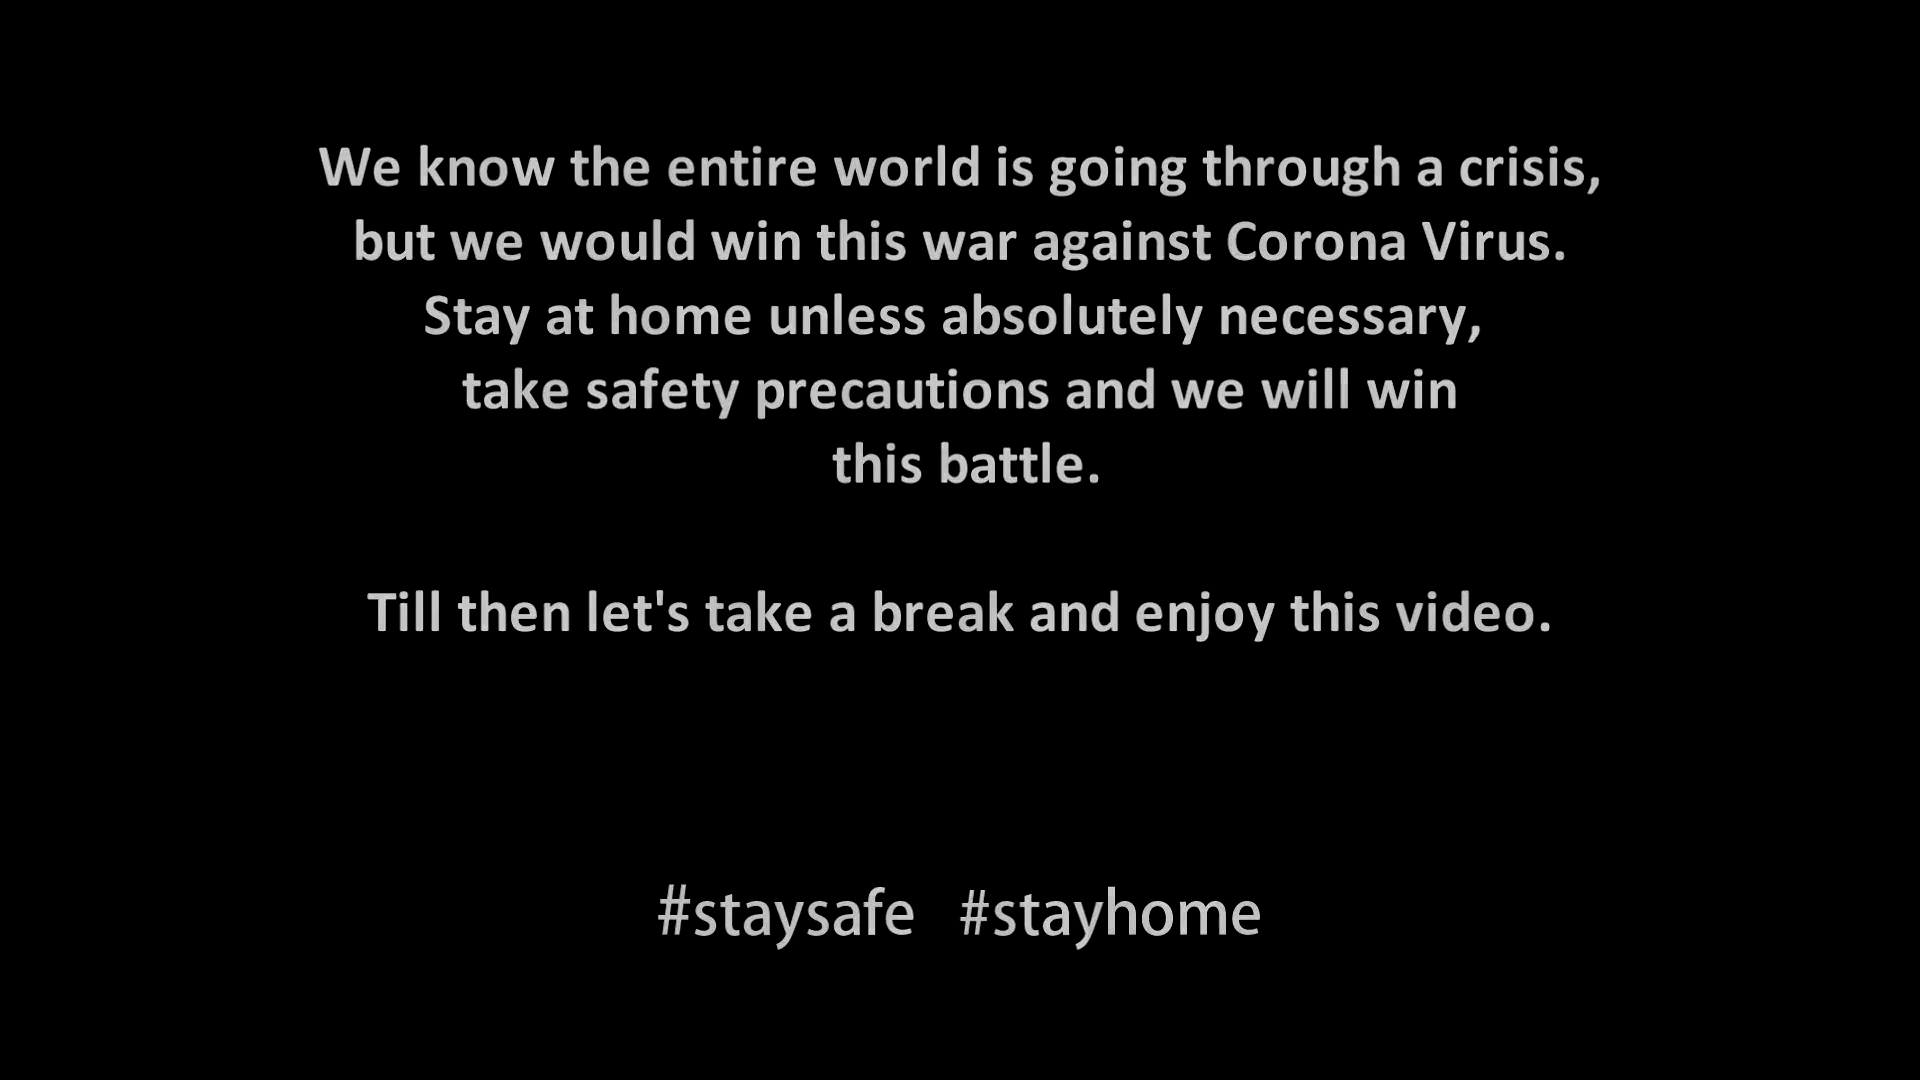 We know the entire world is going through a crisis,
but we would win this war against Corona Virus.
Stay at home unless absolutely necessary,
take safety precautions and we will win
this battle.
Till then let's take a break and enjoy this video.
#staysafe #stayhome